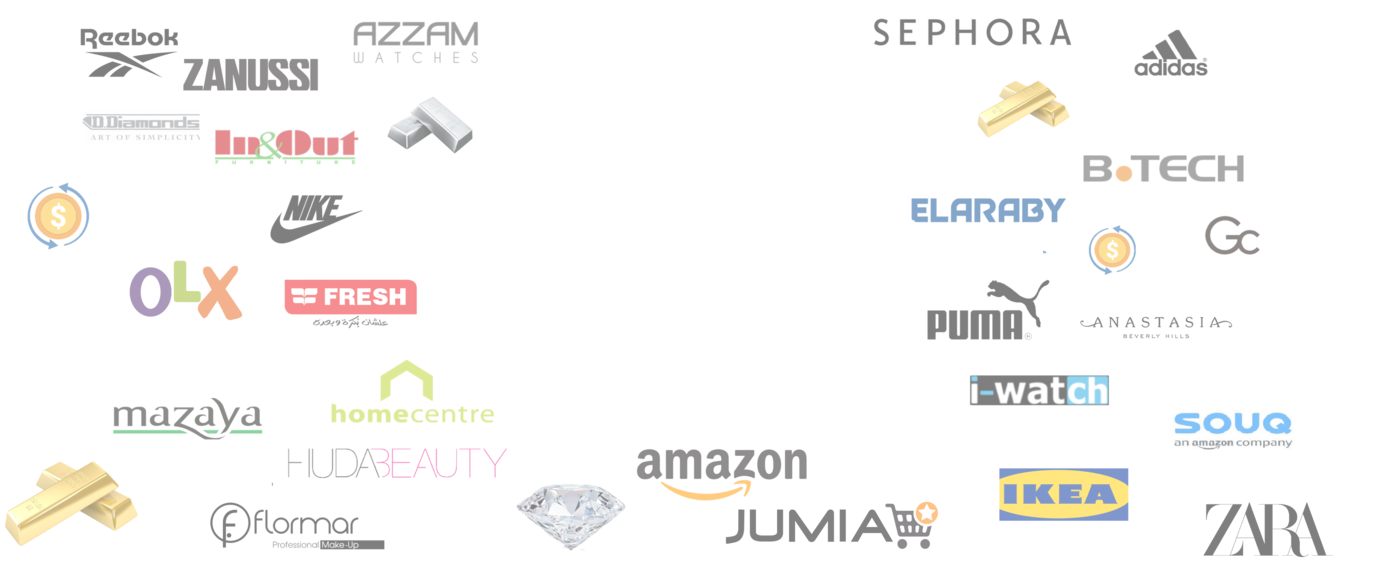 Reebok
AZZAM
WATCHES
SEPHORA
adidas
ZANUSSI
D.Diamonds
ART OF SIMPLICITY
In&Out
FURNITURE
B.TECH
NIKE
ELARABY
Gc
$
$
OLX
FRESH
PUMA
ANASTASIA
BEVERLY HILLS
i-watch
homecentre
mazaya
SOUQ
an amazon company
HUDABEAUTY
amazon
IKEA
flormar
Professional Make-Up
JUMIA
ZARA